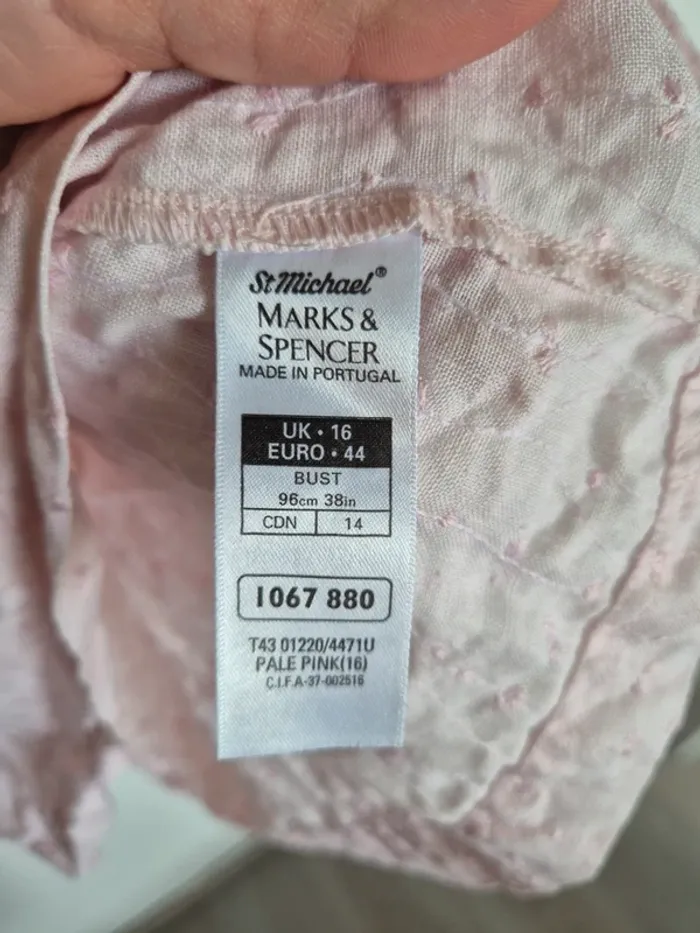 St Michael®
MARKS &
SPENCER
MADE IN PORTUGAL
UK • 16
EURO • 44
BUST
96cm 38in
CDN 14
1067 880
T43 01220/4471U
PALE PINK(16)
C.I.F.A-37-002516